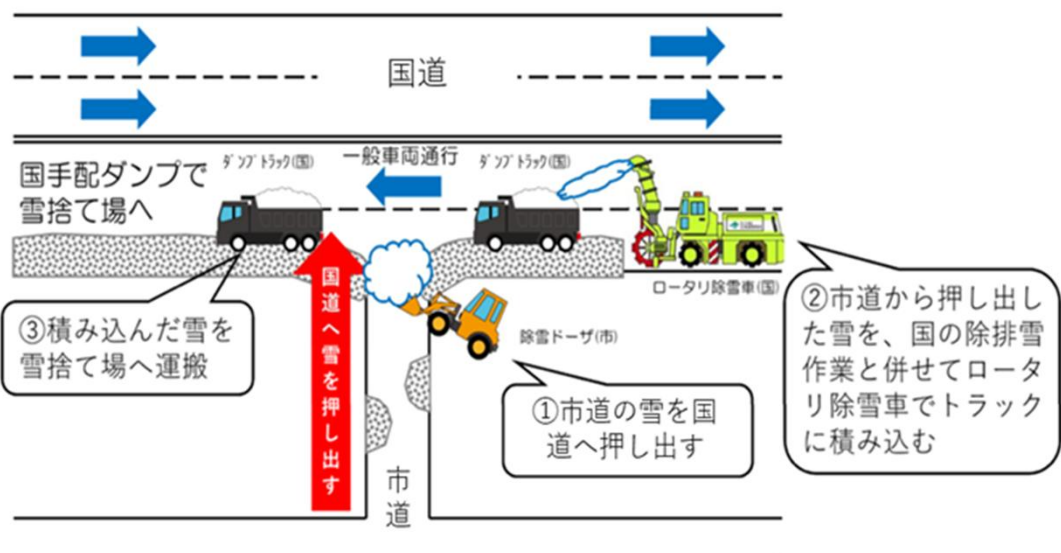 国道
国手配ダンプで
雪捨て場へ
ダンプトラック(国)
一般車両通行
ダンプトラック(国)
ロータリ除雪車(国)
除雪ドーザ(市)
国道へ雪を押し出す
①市道の雪を国
道へ押し出す
②市道から押し出し
た雪を、国の除排雪
作業と併せてロータ
リ除雪車でトラック
に積み込む
③積み込んだ雪を
雪捨て場へ運搬
市道